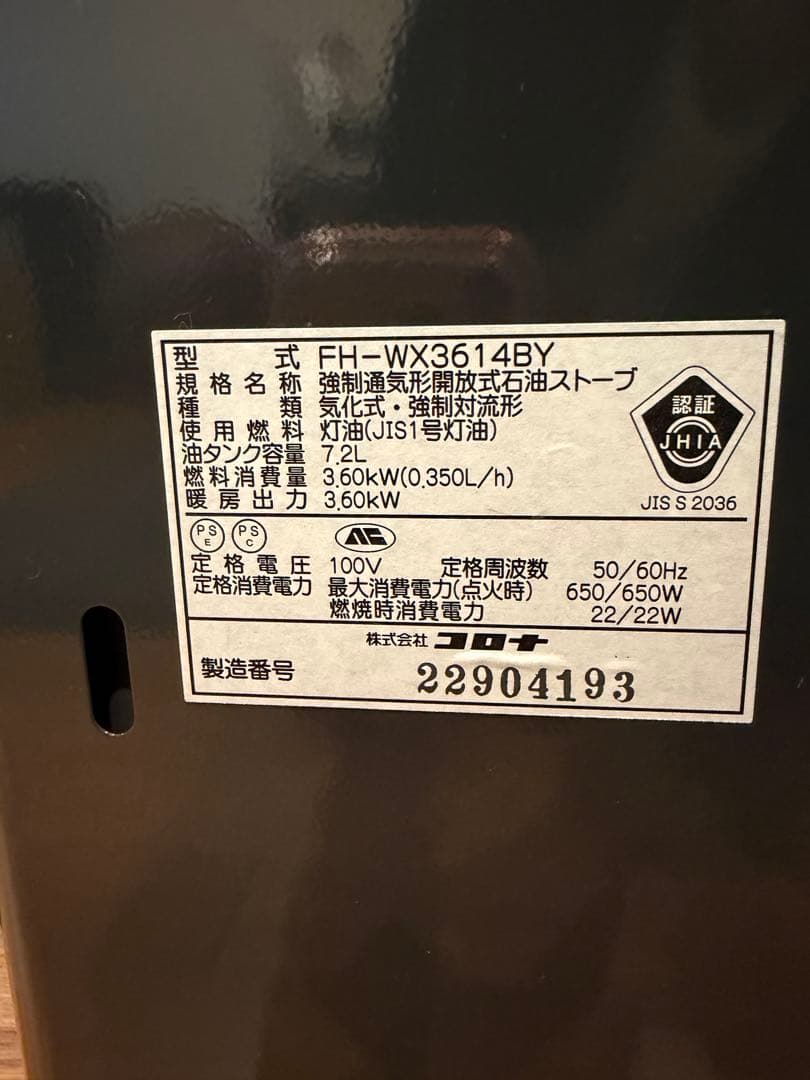 型式 FH-WX3614BY
規格名称 強制通気形開放式石油ストーブ
種類 気化式・強制対流形
使用燃料 灯油(JIS1号灯油)
油タンク容量 7.2L
燃料消費量 3.60kW(0.350L/h)
暖房出力 3.60kW
認証
JHIA
JIS S 2036
PS E PS C
定格電圧 100V 定格周波数 50/60Hz
定格消費電力 最大消費電力(点火時) 650/650W
燃焼時消費電力 22/22W
株式会社 コロナ
製造番号 22904193